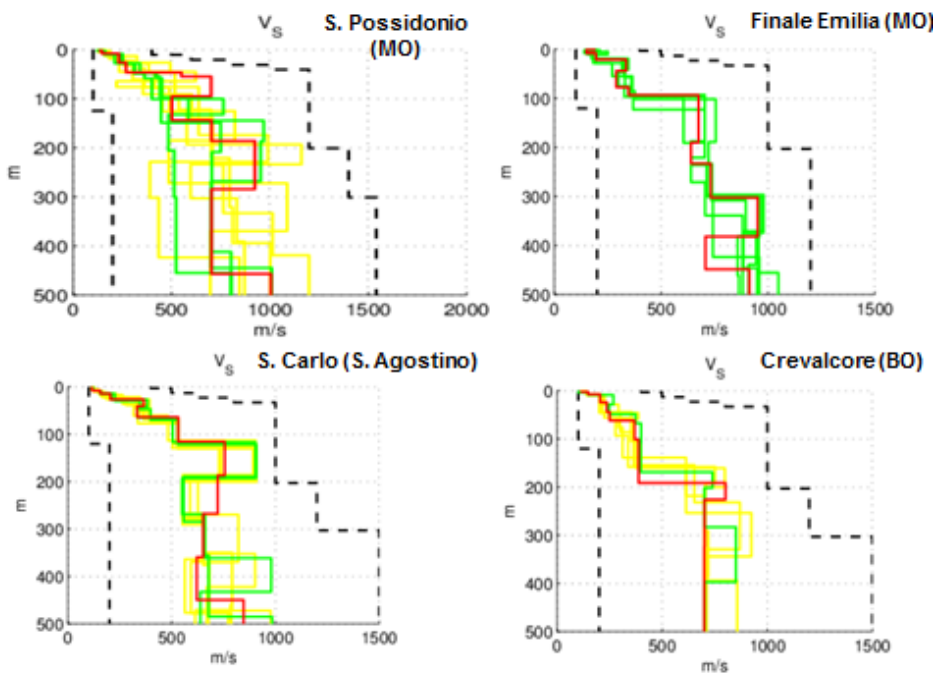 V_S S. Possidonio
(MO)
0
100
200
300
400
500
m
0 500 1000 1500 2000
m/s
V_S Finale Emilia (MO)
0
100
200
300
400
500
m
0 500 1000 1500
m/s
V_S S. Carlo (S. Agostino)
0
100
200
300
400
500
m
0 500 1000 1500
m/s
V_S Crevalcore (BO)
0
100
200
300
400
500
m
0 500 1000 1500
m/s